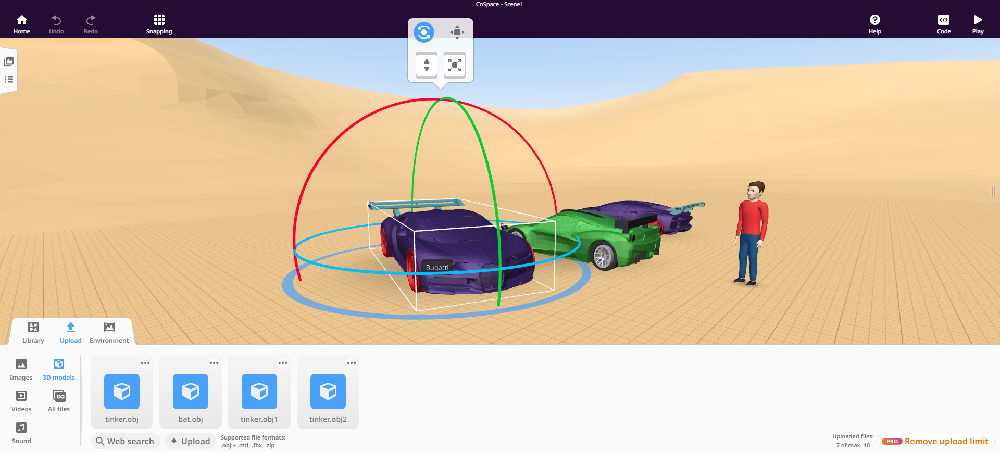 CoSpace - Scene1
Home
Undo
Redo
Snapping
Help
Code
Play
Bugatti
Library
Upload
Environment
Images
3D models
Videos
All files
Sound
tinker.obj
bat.obj
tinker.obj1
tinker.obj2
Web search
Upload
Supported file formats:
.obj + .mtl, .fbx, .zip
Uploaded files:
7 of max. 10
PRO Remove upload limit